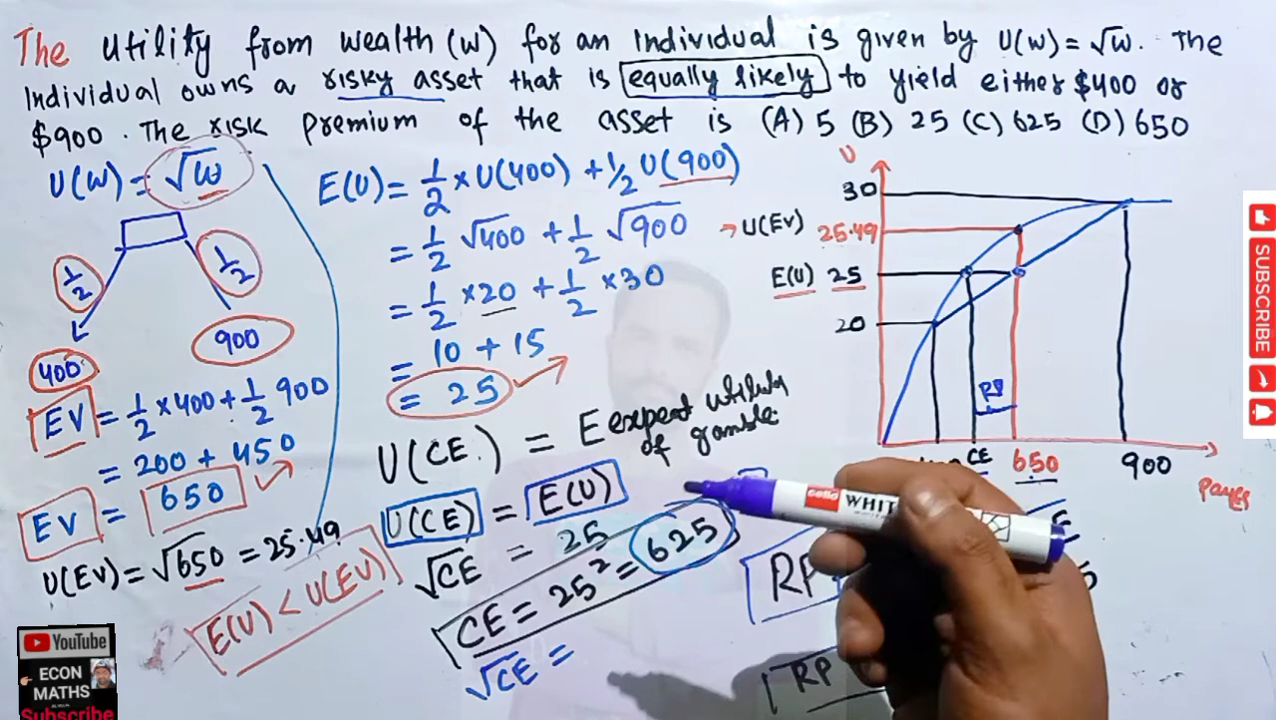 The utility from wealth (w) for an individual is given by U(w) = √w. The
Individual owns a risky asset that is equally likely to yield either $400 or
$900. The risk premium of the asset is (A) 5 (B) 25 (C) 625 (D) 650
U(W) = √W
1/2 1/2
400 900
EV = 1/2 × 400 + 1/2 900
= 200 + 450
EV = 650
U(EV) = √650 = 25.49
E(U) < U(EV)
E(U) = 1/2 × U(400) + 1/2 U(900)
= 1/2 √400 + 1/2 √900
= 1/2 × 20 + 1/2 × 30
= 10 + 15
= 25
U(CE) = E expect utility
of gamble
U(CE) = E(U)
√CE = 25
CE = 25² = 625
√CE =
U
30
U(EV) 25.49
E(U) 25
20
RP
CE 650 900
RP
RP
cello WHIT
SUBSCRIBE
YouTube
ECON
MATHS
Subscribe